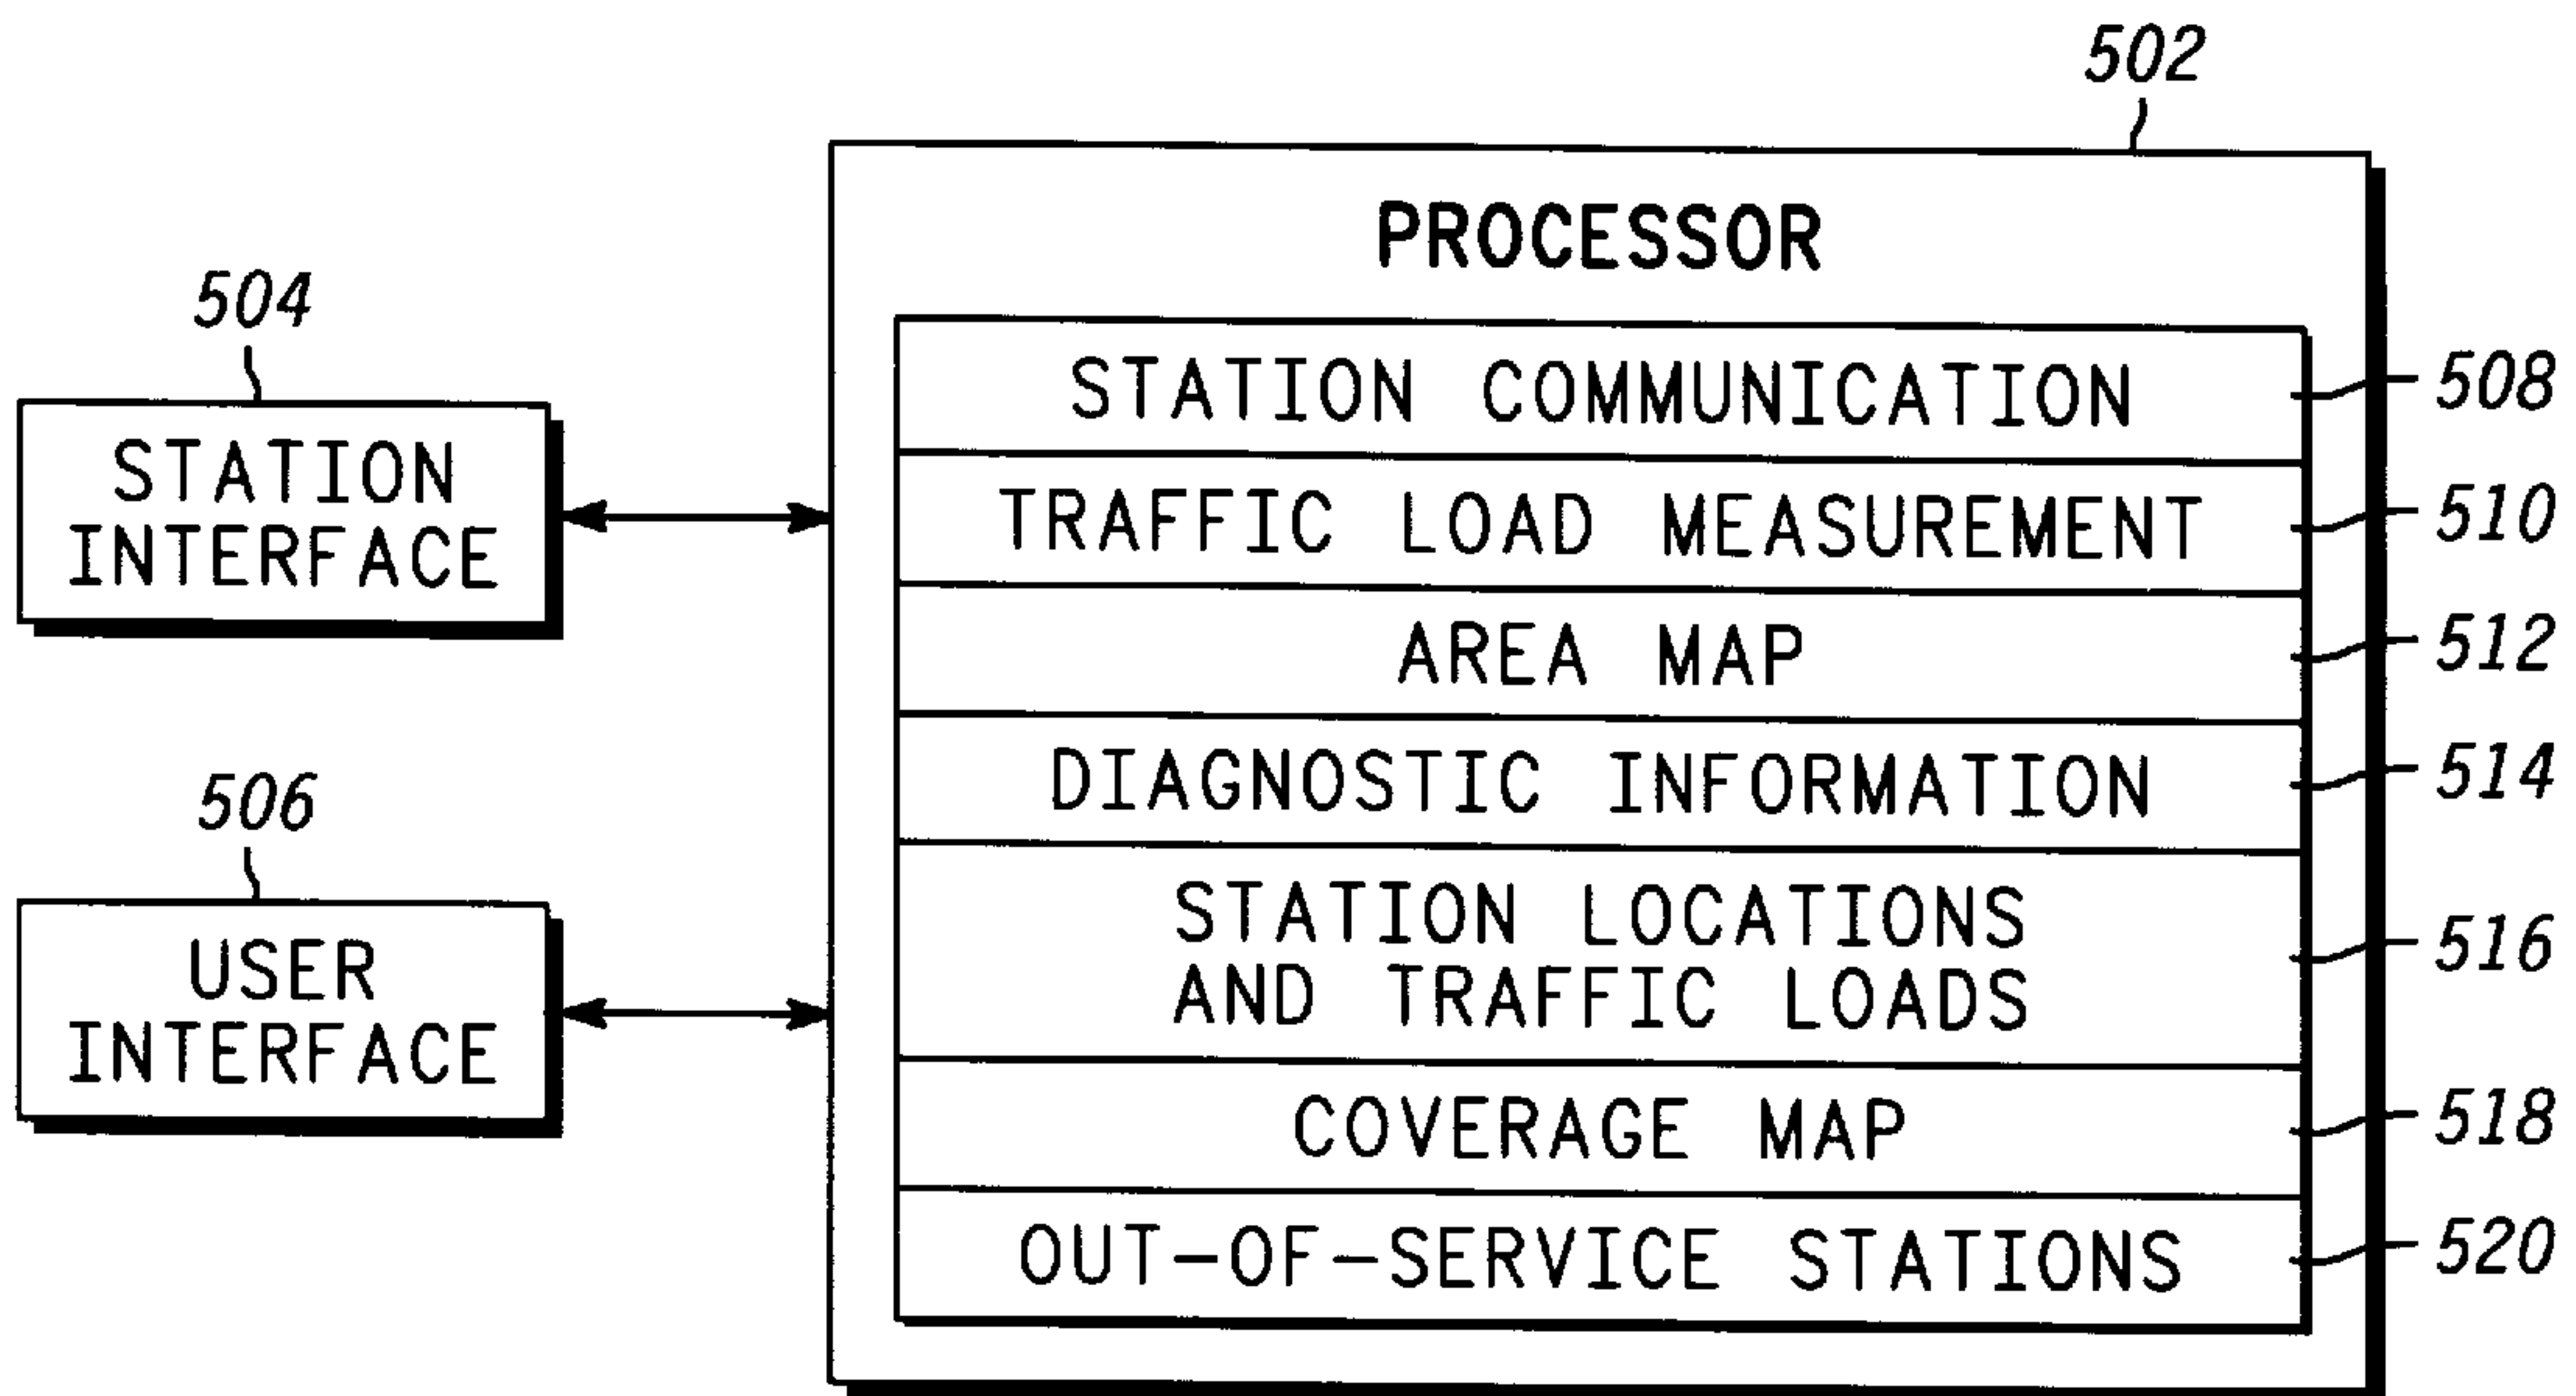 502
PROCESSOR
504
STATION
INTERFACE
506
USER
INTERFACE
STATION COMMUNICATION
508
TRAFFIC LOAD MEASUREMENT
510
AREA MAP
512
DIAGNOSTIC INFORMATION
514
STATION LOCATIONS
AND TRAFFIC LOADS
516
COVERAGE MAP
518
OUT-OF-SERVICE STATIONS
520